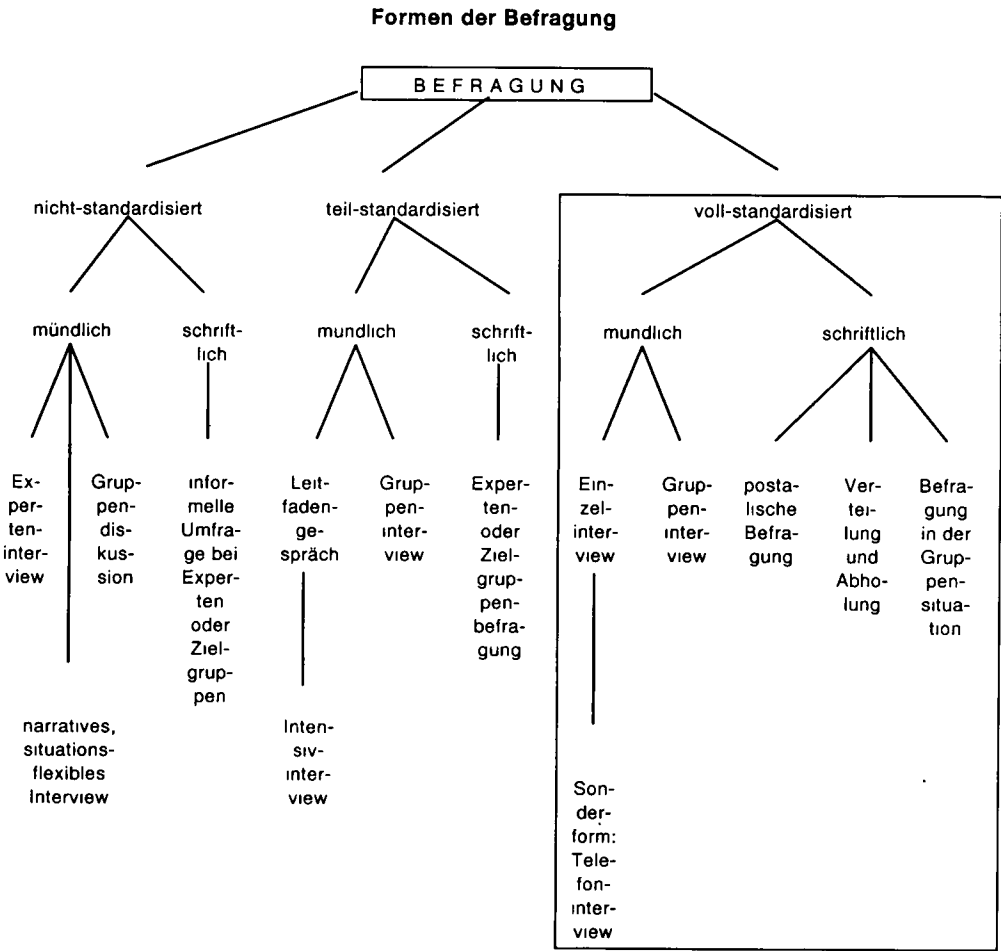 Formen der Befragung
BEFRAGUNG
nicht-standardisiert
teil-standardisiert
voll-standardisiert
mündlich
schrift-
lich
mundlich
schrift-
lich
mundlich
schriftlich
Ex-
per-
ten-
inter-
view
Grup-
pen-
dis-
kus-
sion
infor-
melle
Umfra-
ge bei
Exper-
ten
oder
Ziel-
grup-
pen
Leit-
faden-
ge-
spräch
Grup-
pen-
inter-
view
Exper-
ten-
oder
Ziel-
grup-
pen-
befra-
gung
Ein-
zel-
inter-
view
Grup-
pen-
inter-
view
posta-
lische
Befra-
gung
Ver-
tei-
lung
und
Abho-
lung
Befra-
gung
in der
Grup-
pen-
situa-
tion
narratives,
situations-
flexibles
Interview
Inten-
siv-
inter-
view
Son-
der-
form:
Tele-
fon-
inter-
view